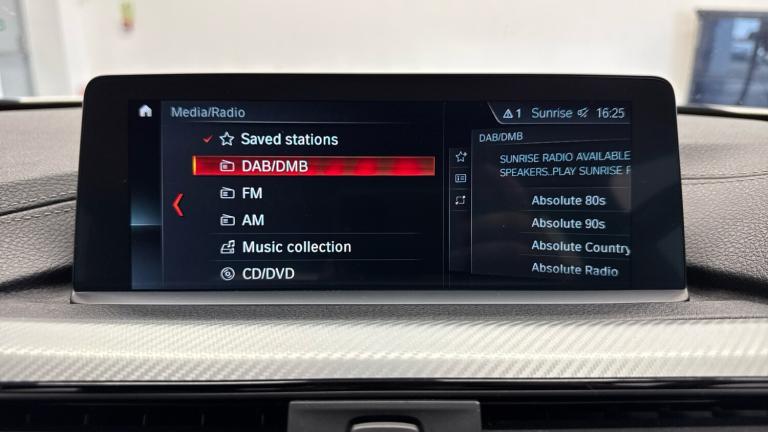 Media/Radio
1 Sunrise 16:25
Saved stations
DAB/DMB
FM
AM
Music collection
CD/DVD
DAB/DMB
SUNRISE RADIO AVAILABLE
SPEAKERS..PLAY SUNRISE
Absolute 80s
Absolute 90s
Absolute Country
Absolute Radio